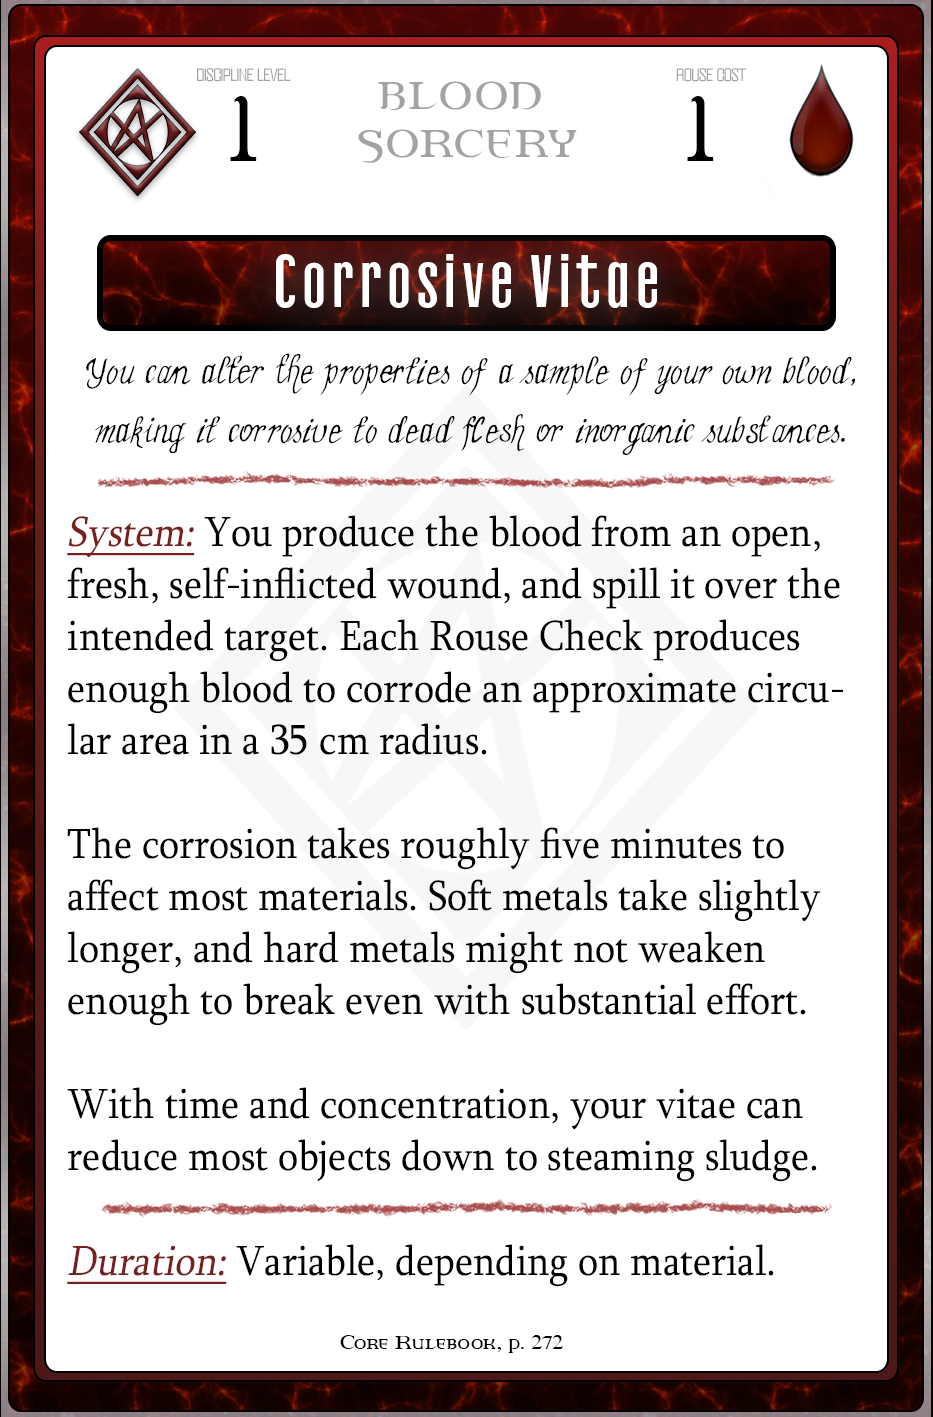 DISCIPLINE LEVEL
1
BLOOD
SORCERY
ROUSE COST
1
Corrosive Vitae
You can alter the properties of a sample of your own blood,
making it corrosive to dead flesh or inorganic substances.
System: You produce the blood from an open,
fresh, self-inflicted wound, and spill it over the
intended target. Each Rouse Check produces
enough blood to corrode an approximate circu-
lar area in a 35 cm radius.
The corrosion takes roughly five minutes to
affect most materials. Soft metals take slightly
longer, and hard metals might not weaken
enough to break even with substantial effort.
With time and concentration, your vitae can
reduce most objects down to steaming sludge.
Duration: Variable, depending on material.
Core Rulebook, p. 272